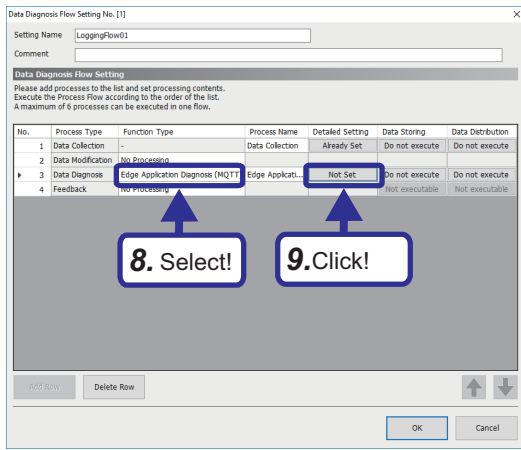 Data Diagnosis Flow Setting No. [1]
Setting Name LoggingFlow01
Comment
Data Diagnosis Flow Setting
Please add processes to the list and set processing contents.
Execute the Process Flow according to the order of the list.
A maximum of 6 processes can be executed in one flow.
No. Process Type Function Type Process Name Detailed Setting Data Storing Data Distribution
1 Data Collection - Data Collection Already Set Do not execute Do not execute
2 Data Modification No Processing
3 Data Diagnosis Edge Application Diagnosis (MQTT Edge Applicati... Not Set Do not execute Do not execute
4 Feedback No Processing Not executable Not executable
8. Select! 9.Click!
Add Row Delete Row
OK Cancel